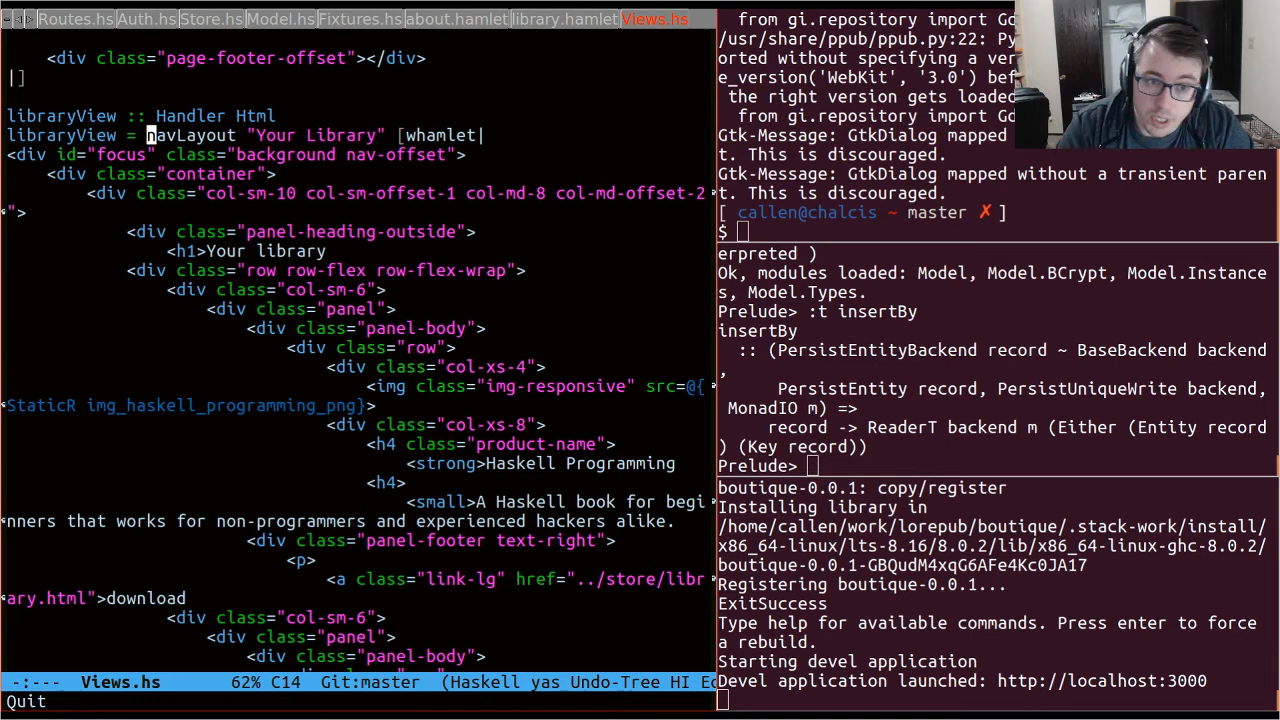 Routes.hs Auth.hs Store.hs Model.hs Fixtures.hs about.hamlet library.hamlet Views.hs
<div class="page-footer-offset"></div>
|]
libraryView :: Handler Html
libraryView = navLayout "Your Library" [whamlet|
<div id="focus" class="background nav-offset">
<div class="container">
<div class="col-sm-10 col-sm-offset-1 col-md-8 col-md-offset-2
">
<div class="panel-heading-outside">
<h1>Your library
<div class="row row-flex row-flex-wrap">
<div class="col-sm-6">
<div class="panel">
<div class="panel-body">
<div class="row">
<div class="col-xs-4">
<img class="img-responsive" src=@{
StaticR img_haskell_programming_png}>
<div class="col-xs-8">
<h4 class="product-name">
<strong>Haskell Programming
<h4>
<small>A Haskell book for begi
nners that works for non-programmers and experienced hackers alike.
<div class="panel-footer text-right">
<p>
<a class="link-lg" href="../store/libr
ary.html">download
<div class="col-sm-6">
<div class="panel">
<div class="panel-body">
-:--- Views.hs 62% C14 Git:master (Haskell yas Undo-Tree HI
Quit
from gi.repository import
/usr/share/ppub/ppub.py:22:
orted without specifying a
e_version('WebKit', '3.0')
the right version gets loaded
Gtk-Message: GtkDialog mapped
t. This is discouraged.
Gtk-Message: GtkDialog mapped without a transient paren
t. This is discouraged.
[ callen@chalcis ~ master ✗ ]
$
erpreted )
Ok, modules loaded: Model, Model.BCrypt, Model.Instance
s, Model.Types.
Prelude> :t insertBy
insertBy
:: (PersistEntityBackend record ~ BaseBackend backend
,
PersistEntity record, PersistUniqueWrite backend,
MonadIO m) =>
record -> ReaderT backend m (Either (Entity record
) (Key record))
Prelude>
boutique-0.0.1: copy/register
Installing library in
/home/callen/work/lorepub/boutique/.stack-work/install/
x86_64-linux/lts-8.16/8.0.2/lib/x86_64-linux-ghc-8.0.2/
boutique-0.0.1-GBQudM4xqG6AFe4Kc0JA17
Registering boutique-0.0.1...
ExitSuccess
Type help for available commands. Press enter to force
a rebuild.
Starting devel application
Devel application launched: http://localhost:3000